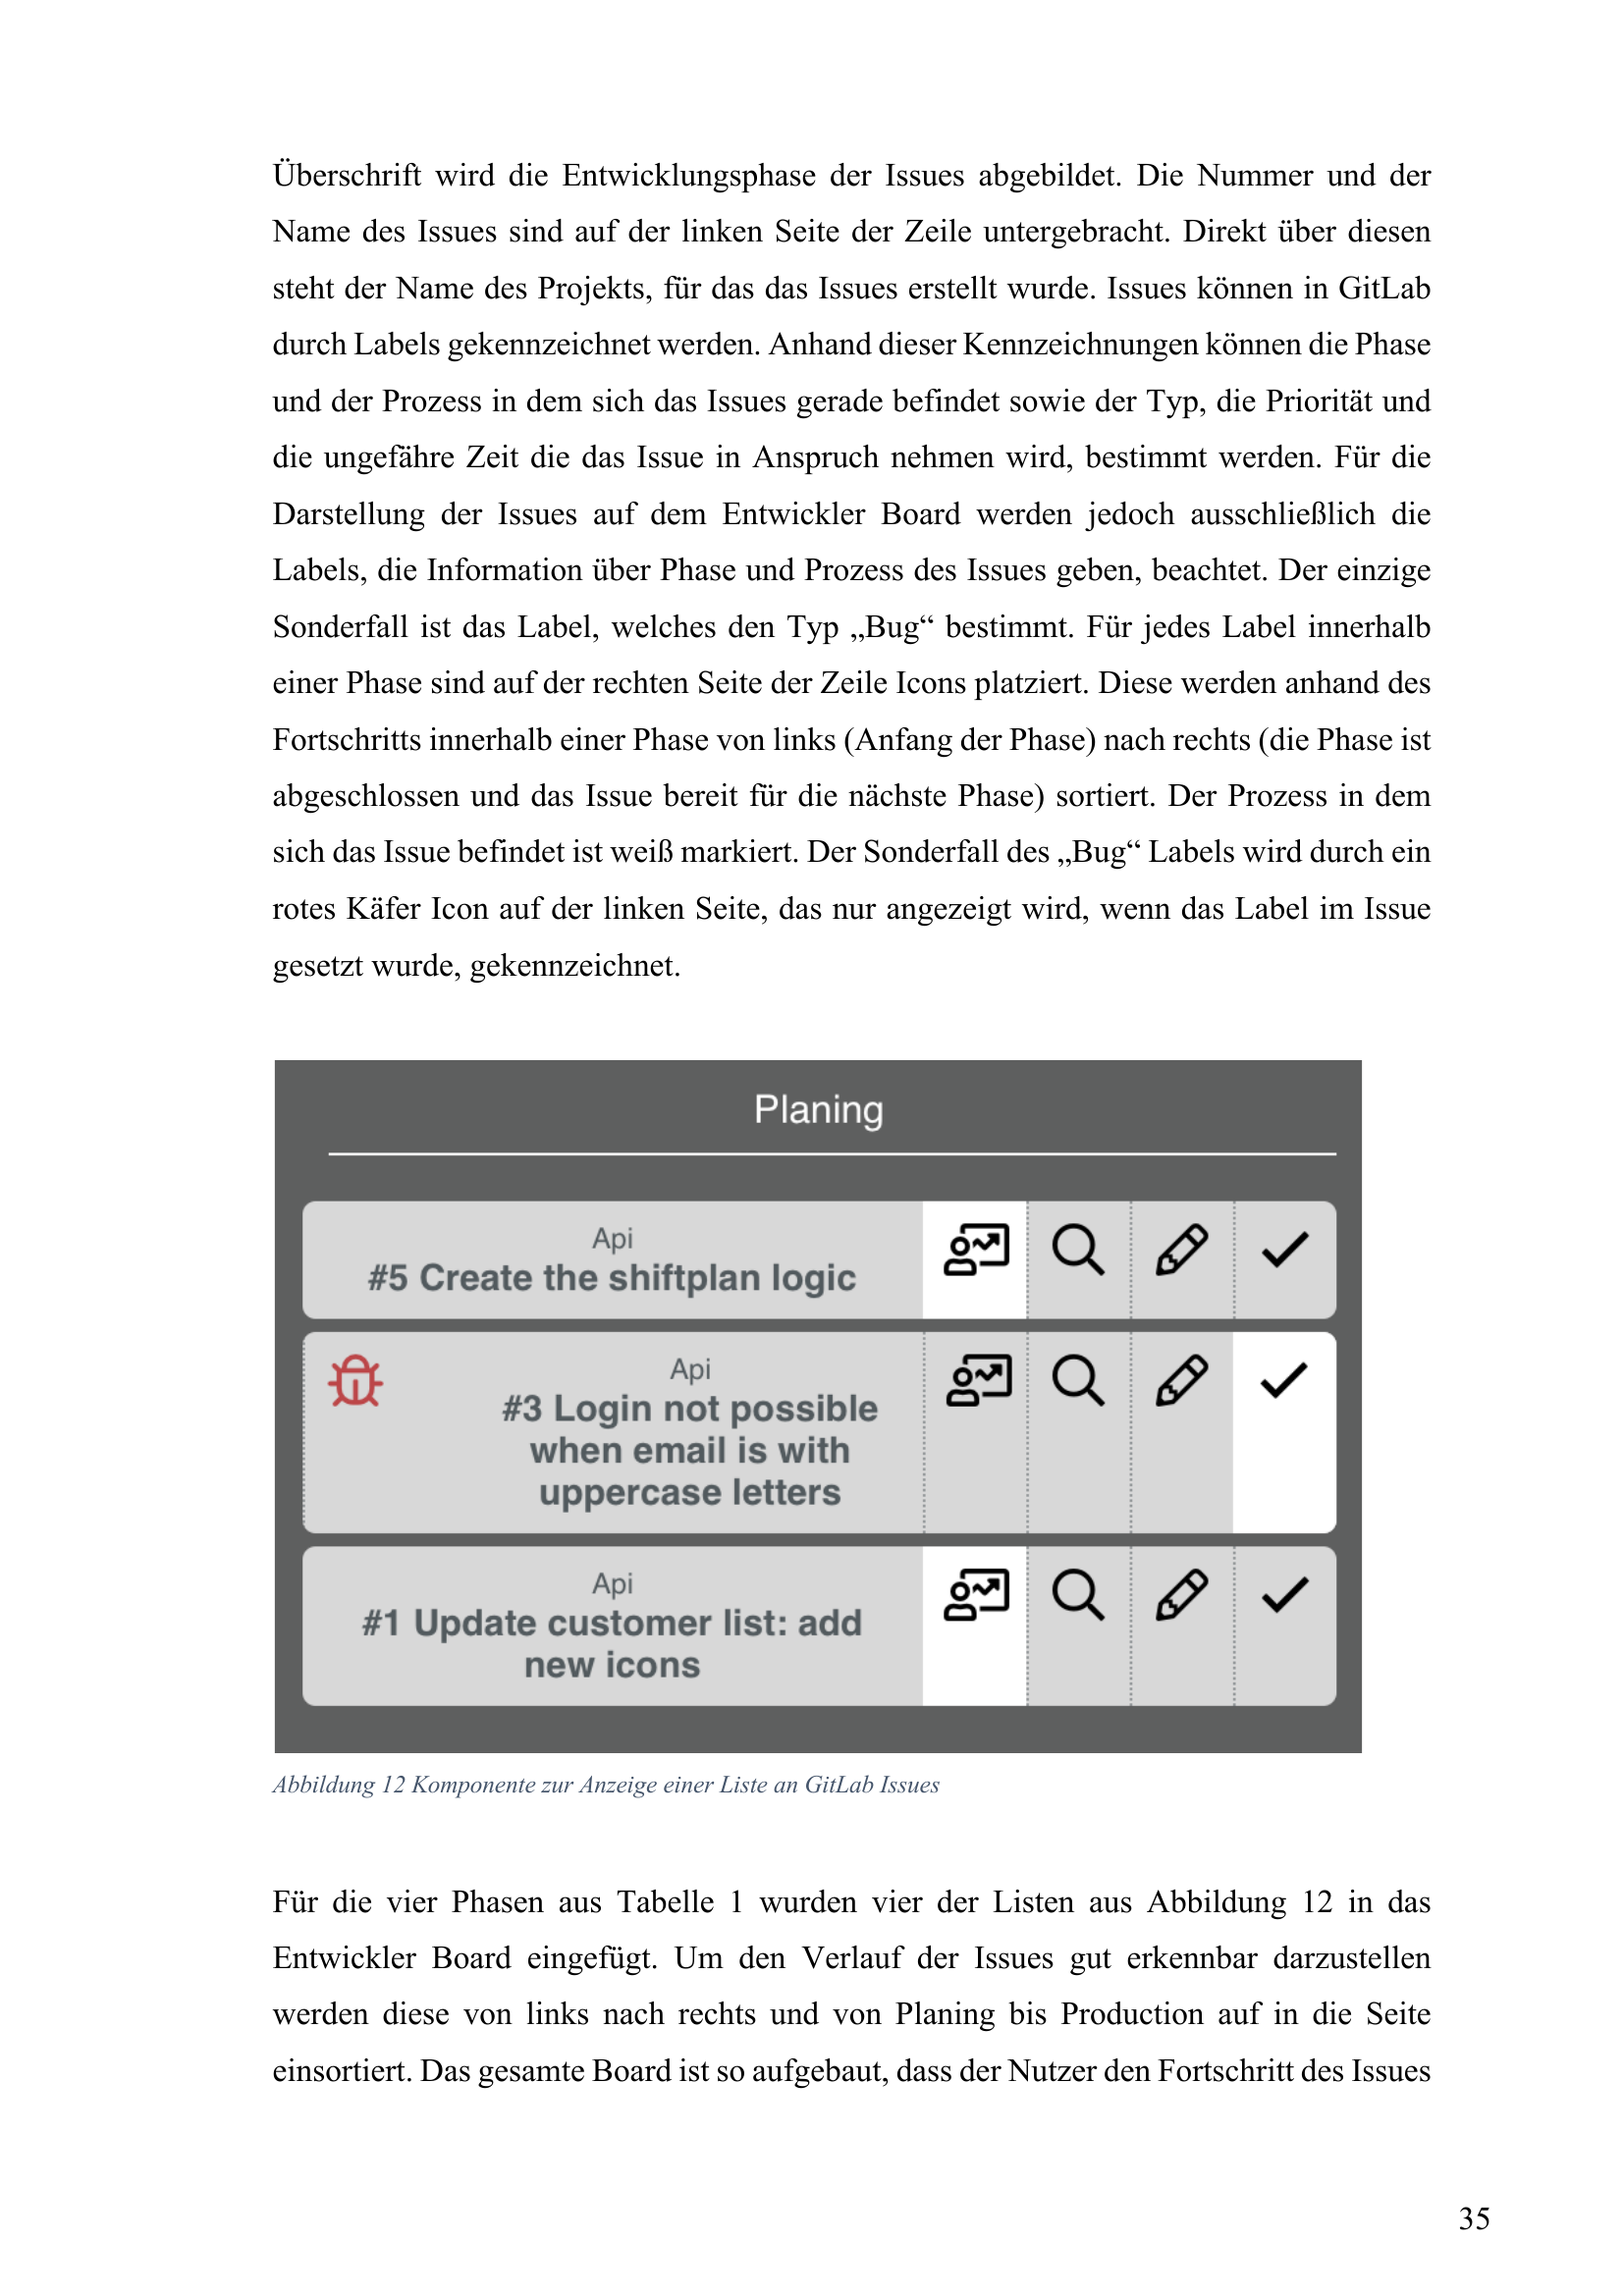 Überschrift wird die Entwicklungsphase der Issues abgebildet. Die Nummer und der
Name des Issues sind auf der linken Seite der Zeile untergebracht. Direkt über diesen
steht der Name des Projekts, für das das Issues erstellt wurde. Issues können in GitLab
durch Labels gekennzeichnet werden. Anhand dieser Kennzeichnungen können die Phase
und der Prozess in dem sich das Issues gerade befindet sowie der Typ, die Priorität und
die ungefähre Zeit die das Issue in Anspruch nehmen wird, bestimmt werden. Für die
Darstellung der Issues auf dem Entwickler Board werden jedoch ausschließlich die
Labels, die Information über Phase und Prozess des Issues geben, beachtet. Der einzige
Sonderfall ist das Label, welches den Typ „Bug“ bestimmt. Für jedes Label innerhalb
einer Phase sind auf der rechten Seite der Zeile Icons platziert. Diese werden anhand des
Fortschritts innerhalb einer Phase von links (Anfang der Phase) nach rechts (die Phase ist
abgeschlossen und das Issue bereit für die nächste Phase) sortiert. Der Prozess in dem
sich das Issue befindet ist weiß markiert. Der Sonderfall des „Bug“ Labels wird durch ein
rotes Käfer Icon auf der linken Seite, das nur angezeigt wird, wenn das Label im Issue
gesetzt wurde, gekennzeichnet.
Planing
Api
#5 Create the shiftplan logic
Api
#3 Login not possible
when email is with
uppercase letters
Api
#1 Update customer list: add
new icons
Abbildung 12 Komponente zur Anzeige einer Liste an GitLab Issues
Für die vier Phasen aus Tabelle 1 wurden vier der Listen aus Abbildung 12 in das
Entwickler Board eingefügt. Um den Verlauf der Issues gut erkennbar darzustellen
werden diese von links nach rechts und von Planing bis Production auf in die Seite
einsortiert. Das gesamte Board ist so aufgebaut, dass der Nutzer den Fortschritt des Issues
35